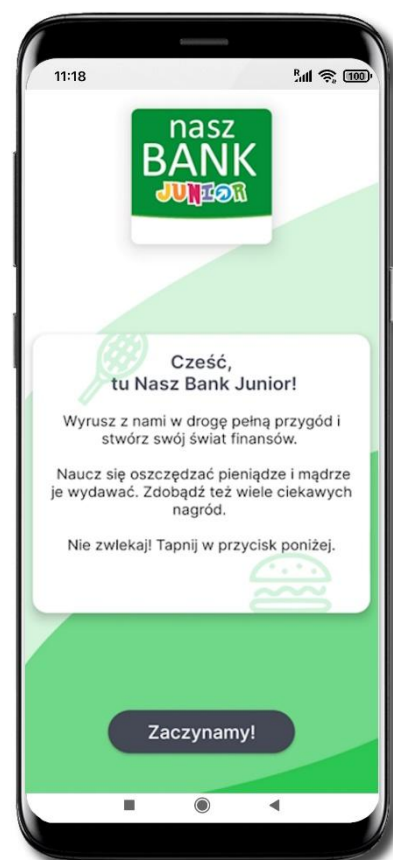 11:18
R
100
nasz
BANK
JUNIOR
Cześć,
tu Nasz Bank Junior!
Wyrusz z nami w drogę pełną przygód i
stwórz swój świat finansów.
Naucz się oszczędzać pieniądze i mądrze
je wydawać. Zdobądź też wiele ciekawych
nagród.
Nie zwlekaj! Tapnij w przycisk poniżej.
Zaczynamy!